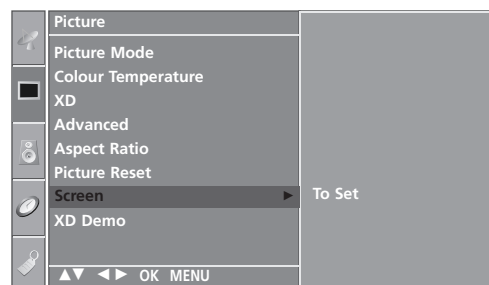 Picture
Picture Mode
Colour Temperature
XD
Advanced
Aspect Ratio
Picture Reset
Screen ► To Set
XD Demo
▲▼ ◄► OK MENU